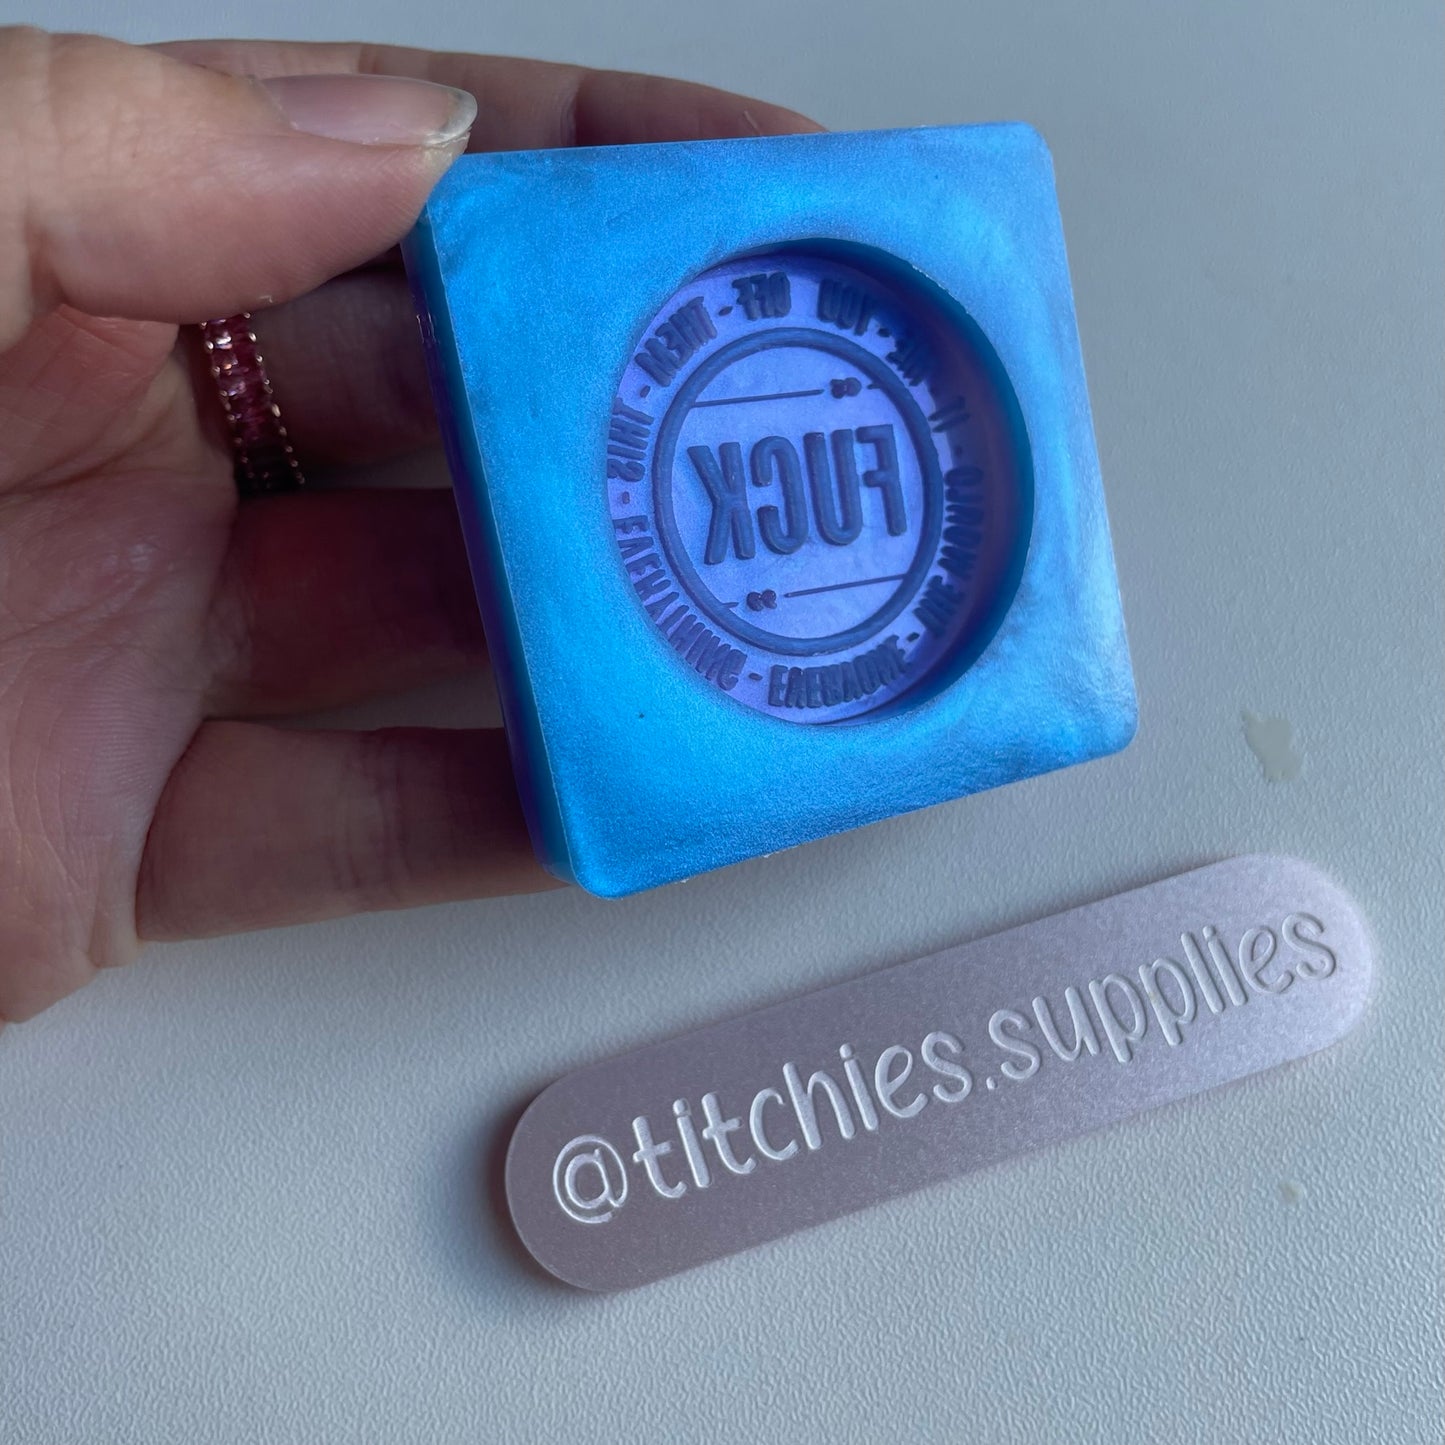 OFF - THEM - THIS - EVERYTHING - EVERYONE - THE WORLD - IT - ME - YOU
FUCK
@titchies.supplies